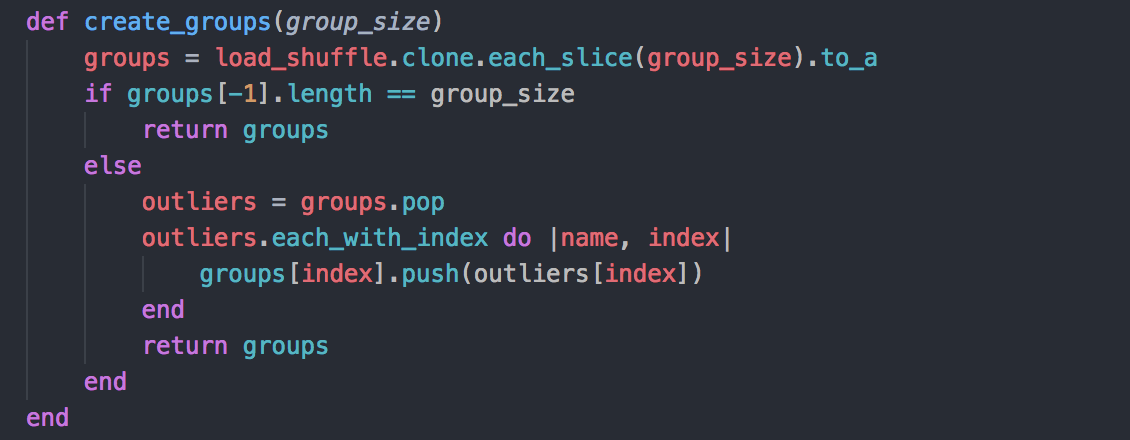 def create_groups(group_size)
    groups = load_shuffle.clone.each_slice(group_size).to_a
    if groups[-1].length == group_size
        return groups
    else
        outliers = groups.pop
        outliers.each_with_index do |name, index|
            groups[index].push(outliers[index])
        end
        return groups
    end
end